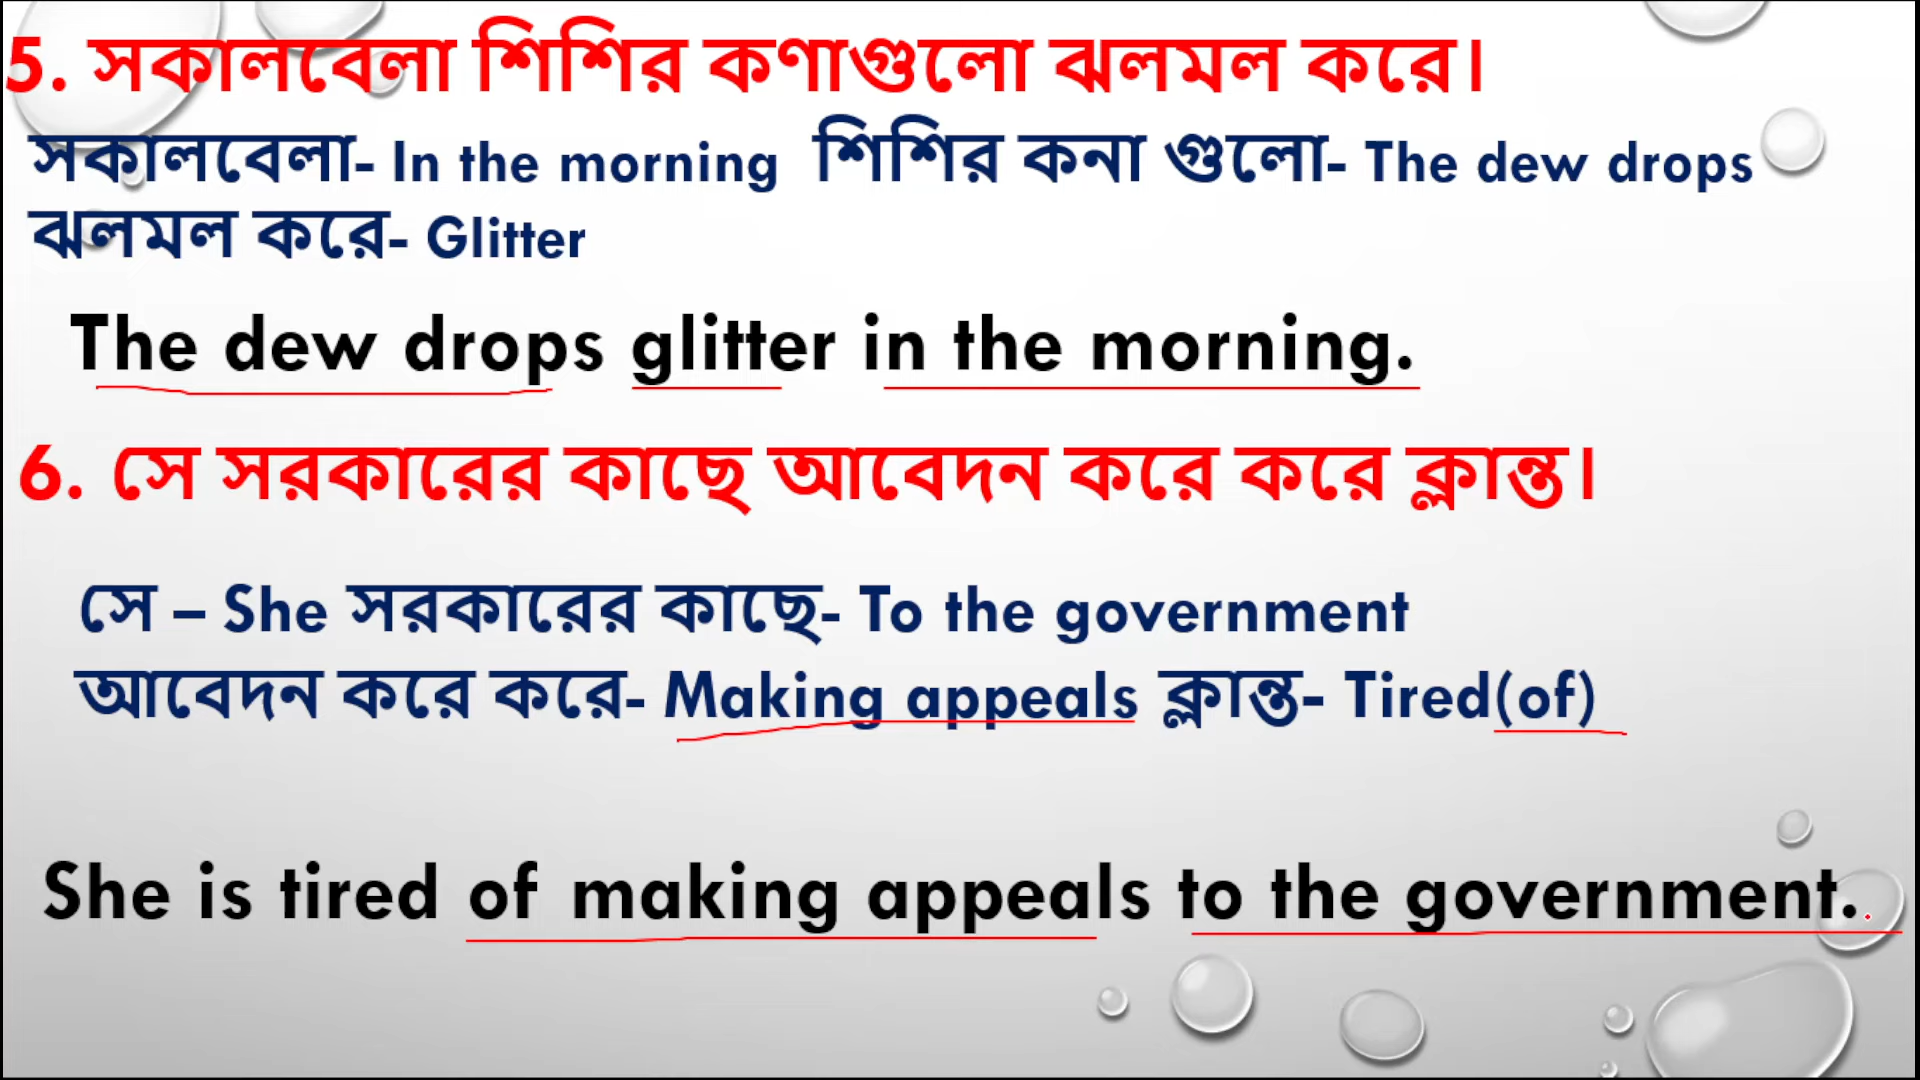 5. সকালবেলা শিশির কণাগুলো ঝলমল করে।
সকালবেলা- In the morning শিশির কনা গুলো- The dew drops
ঝলমল করে- Glitter
The dew drops glitter in the morning.
6. সে সরকারের কাছে আবেদন করে করে ক্লান্ত।
সে – She সরকারের কাছে- To the government
আবেদন করে করে- Making appeals ক্লান্ত- Tired(of)
She is tired of making appeals to the government.